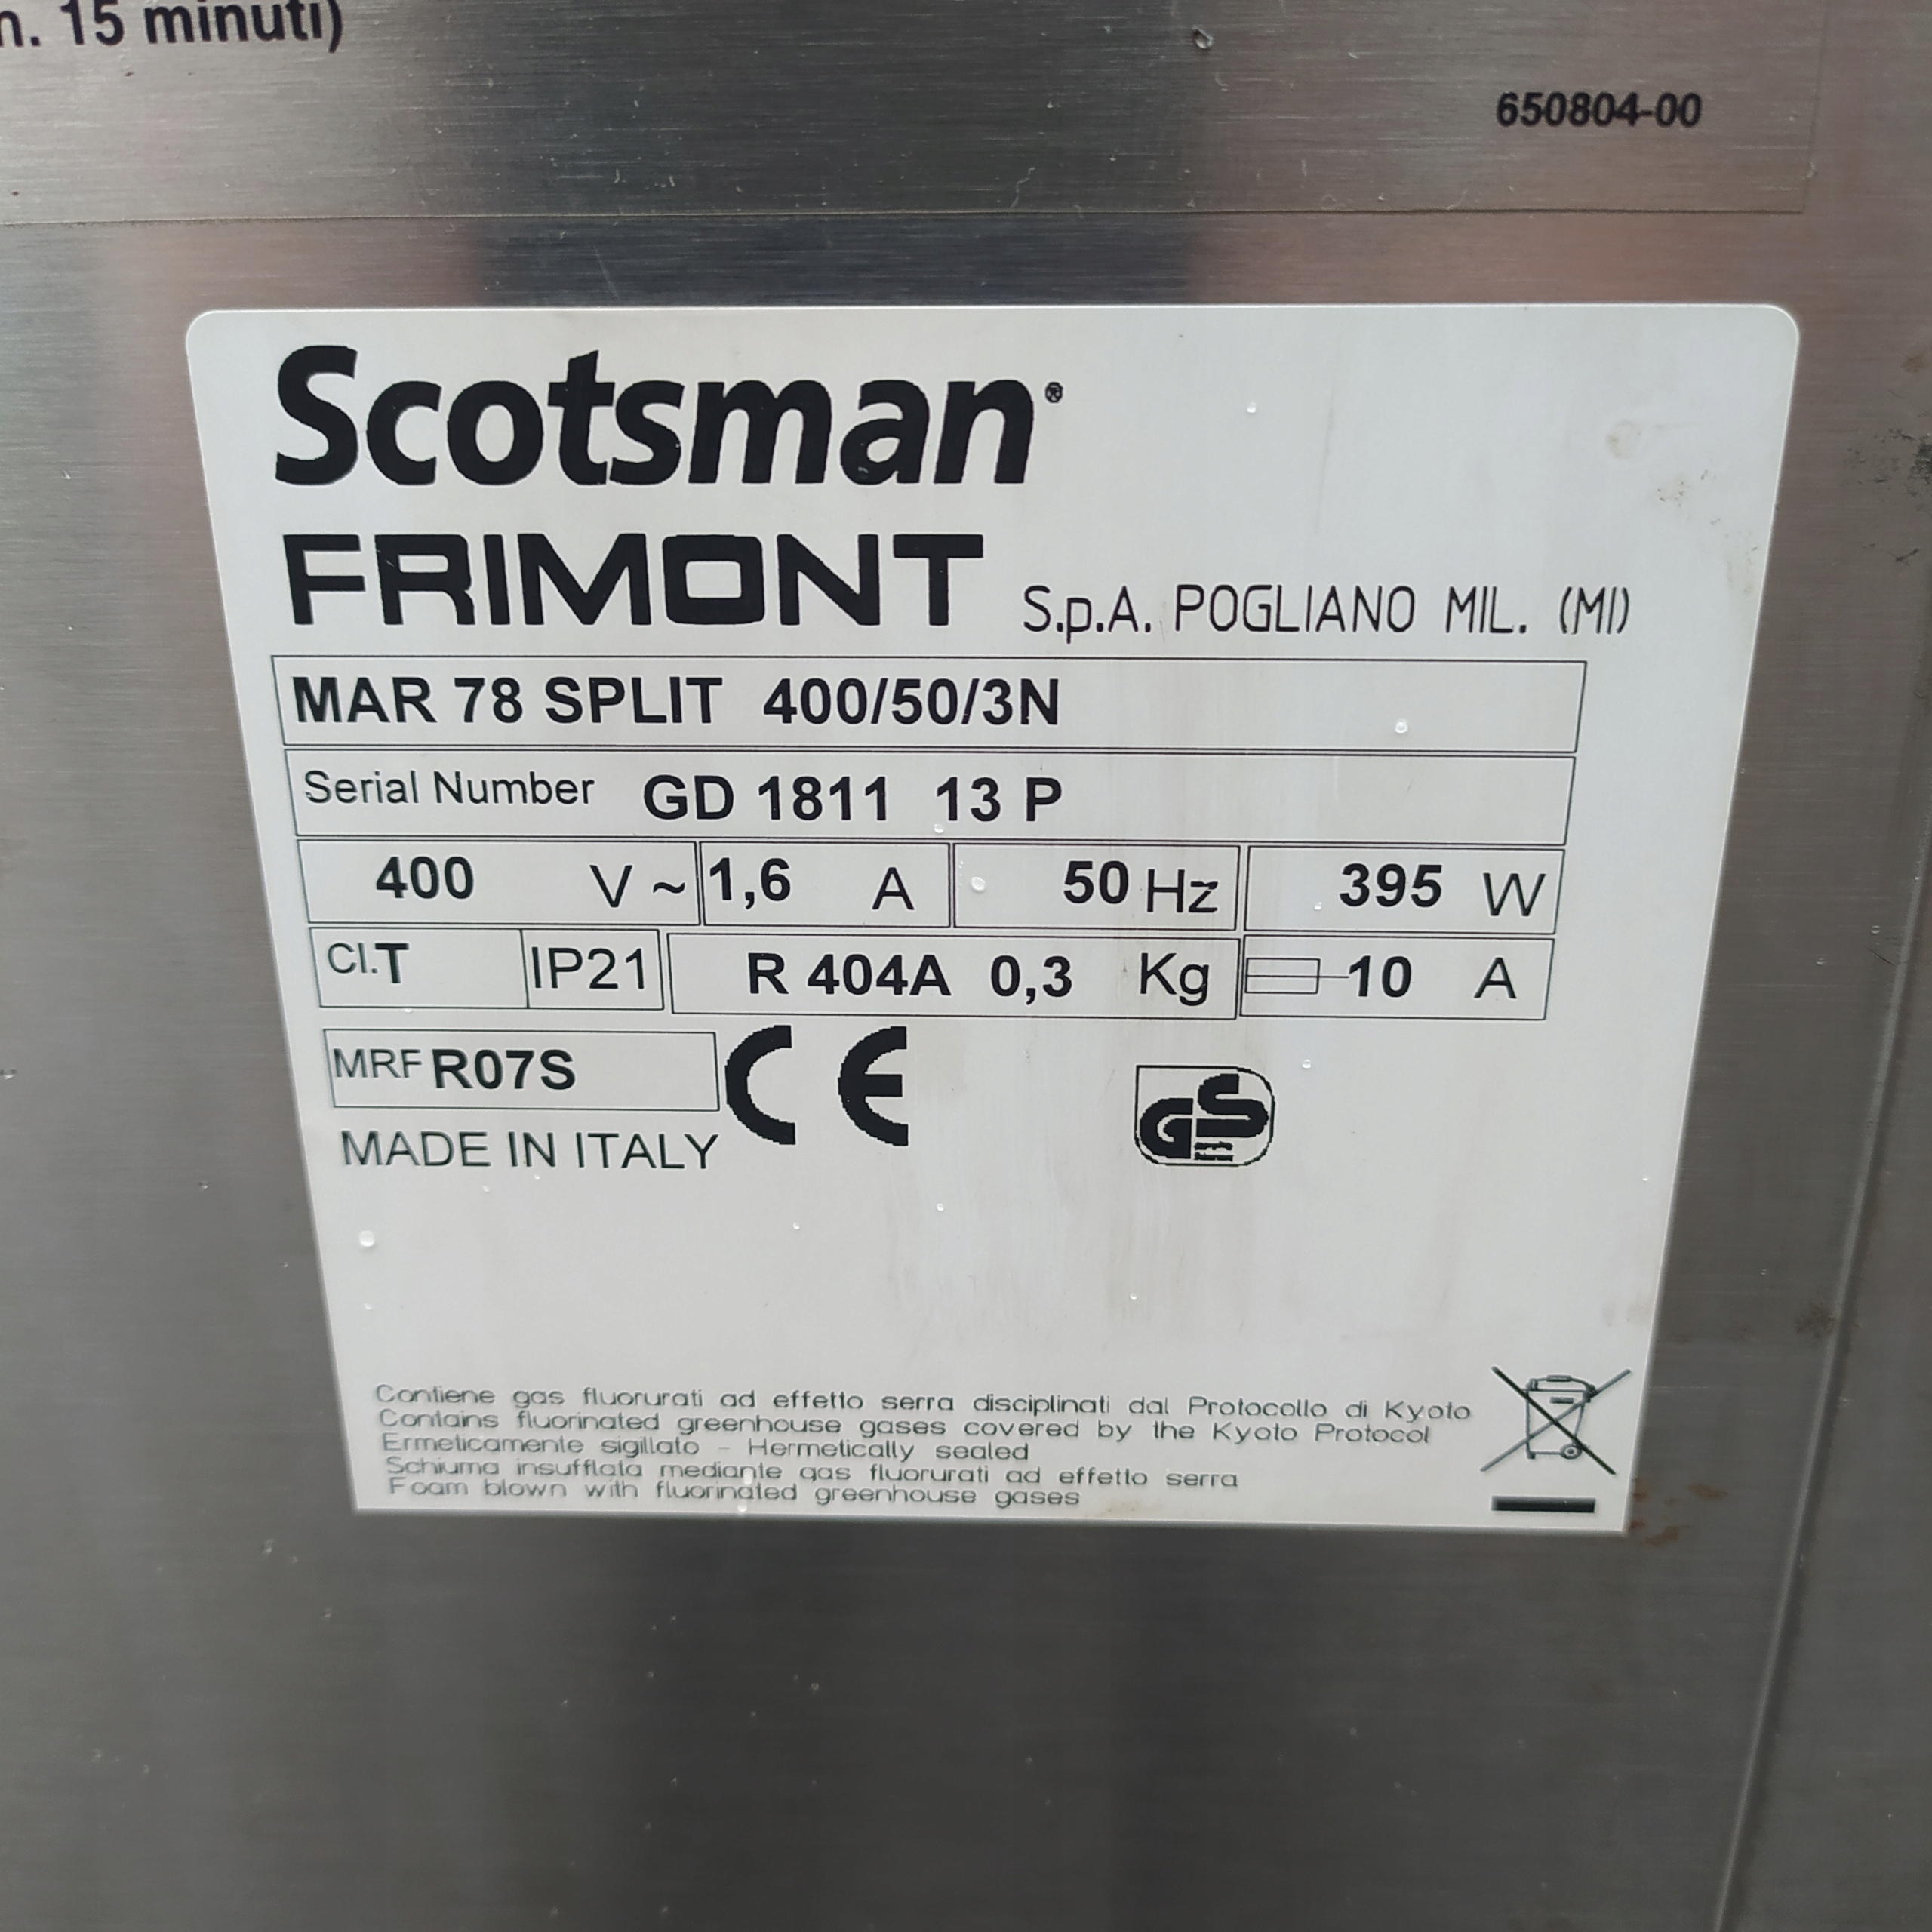 n. 15 minuti)
650804-00
Scotsman®
FRIMONT S.p.A. POGLIANO MIL. (MI)
MAR 78 SPLIT 400/50/3N
Serial Number GD 1811 13 P
400 V ~ 1,6 A 50 Hz 395 W
Cl.T IP21 R 404A 0,3 Kg 10 A
MRF R07S CE GS
MADE IN ITALY
Contiene gas fluorurati ad effetto serra disciplinati dal Protocollo di Kyoto
Contains fluorinated greenhouse gases covered by the Kyoto Protocol
Ermeticamente sigillato - Hermetically sealed
Schiuma insufflata mediante gas fluorurati ad effetto serra
Foam blown with fluorinated greenhouse gases